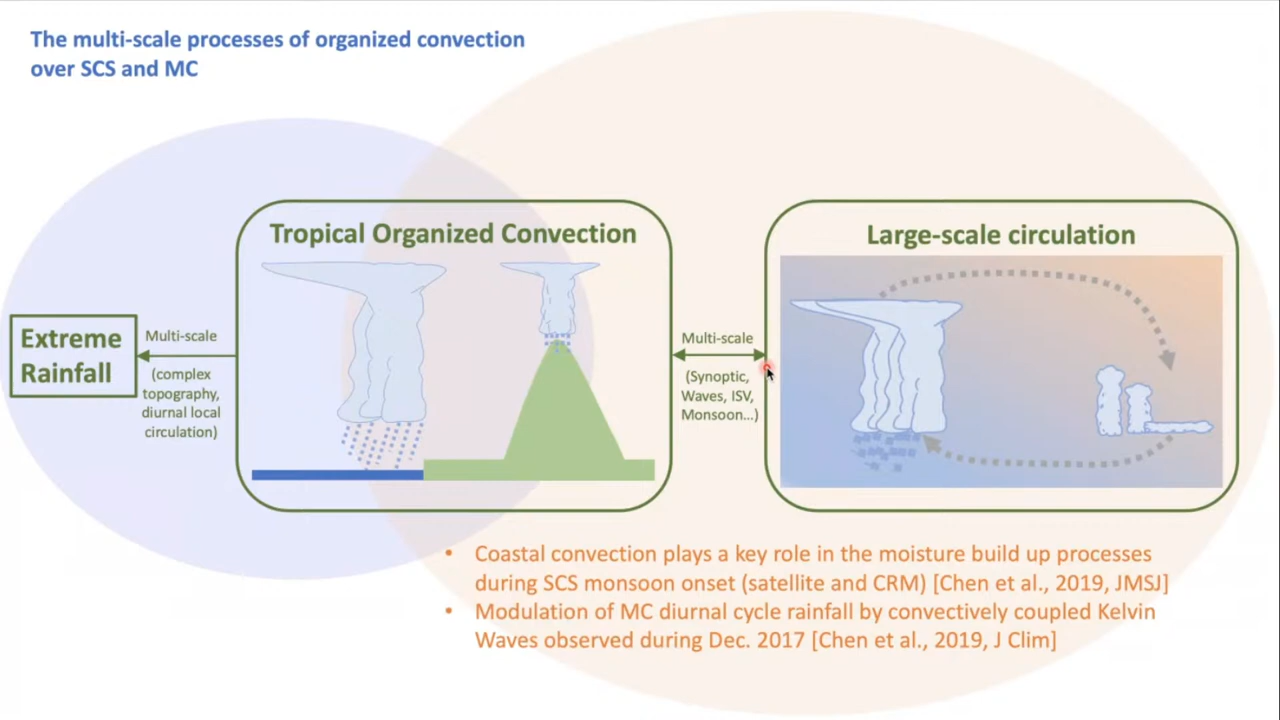 The multi-scale processes of organized convection
over SCS and MC
Extreme
Rainfall
Multi-scale
(complex
topography,
diurnal local
circulation)
Tropical Organized Convection
Multi-scale
(Synoptic,
Waves, ISV,
Monsoon...)
Large-scale circulation
• Coastal convection plays a key role in the moisture build up processes
during SCS monsoon onset (satellite and CRM) [Chen et al., 2019, JMSJ]
• Modulation of MC diurnal cycle rainfall by convectively coupled Kelvin
Waves observed during Dec. 2017 [Chen et al., 2019, J Clim]